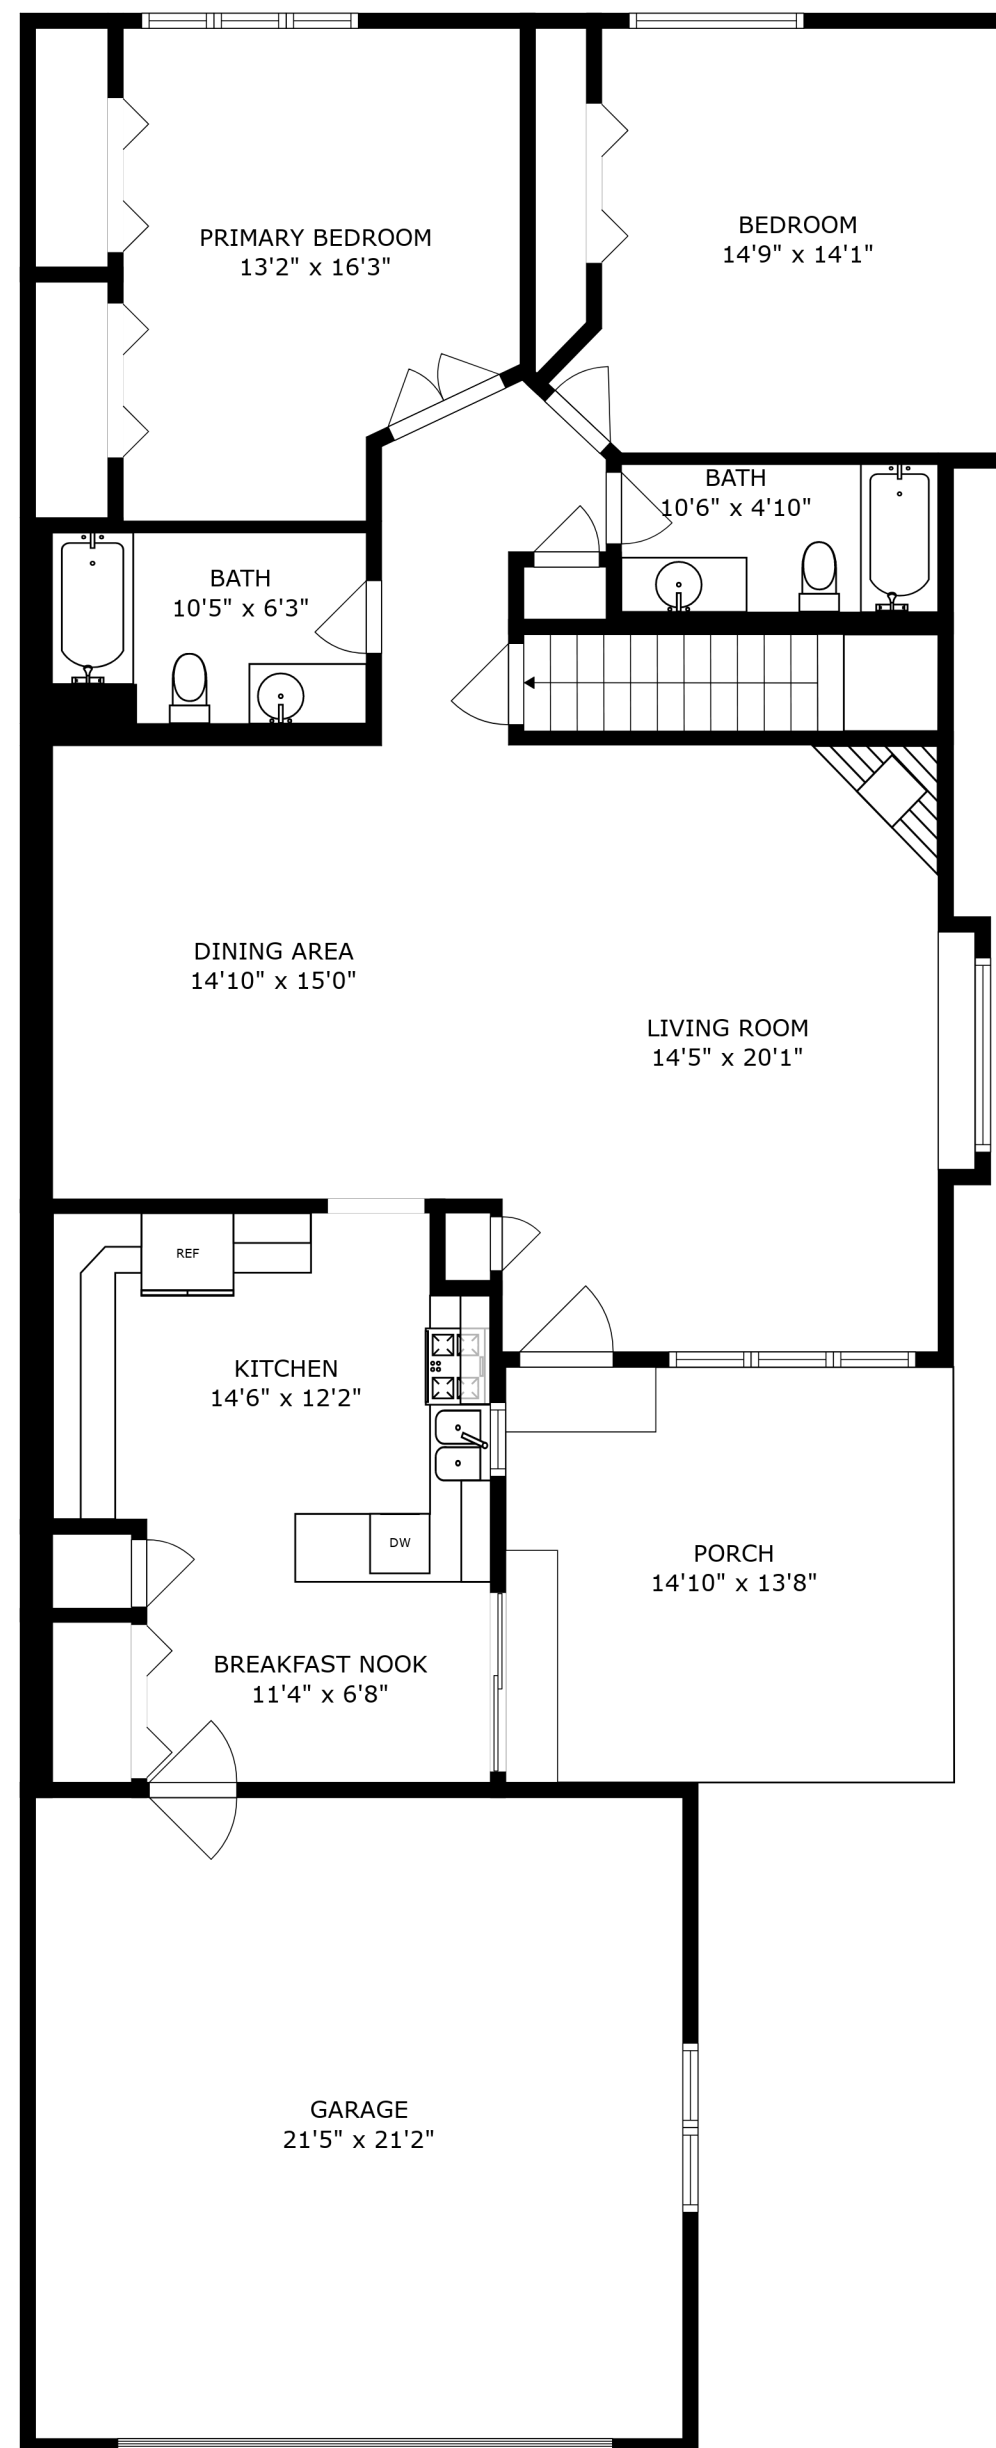 BEDROOM
14'9" x 14'1"
PRIMARY BEDROOM
13'2" x 16'3"
BATH
10'6" x 4'10"
BATH
10'5" x 6'3"
DINING AREA
14'10" x 15'0"
LIVING ROOM
14'5" x 20'1"
REF
KITCHEN
14'6" x 12'2"
DW
PORCH
14'10" x 13'8"
BREAKFAST NOOK
11'4" x 6'8"
GARAGE
21'5" x 21'2"